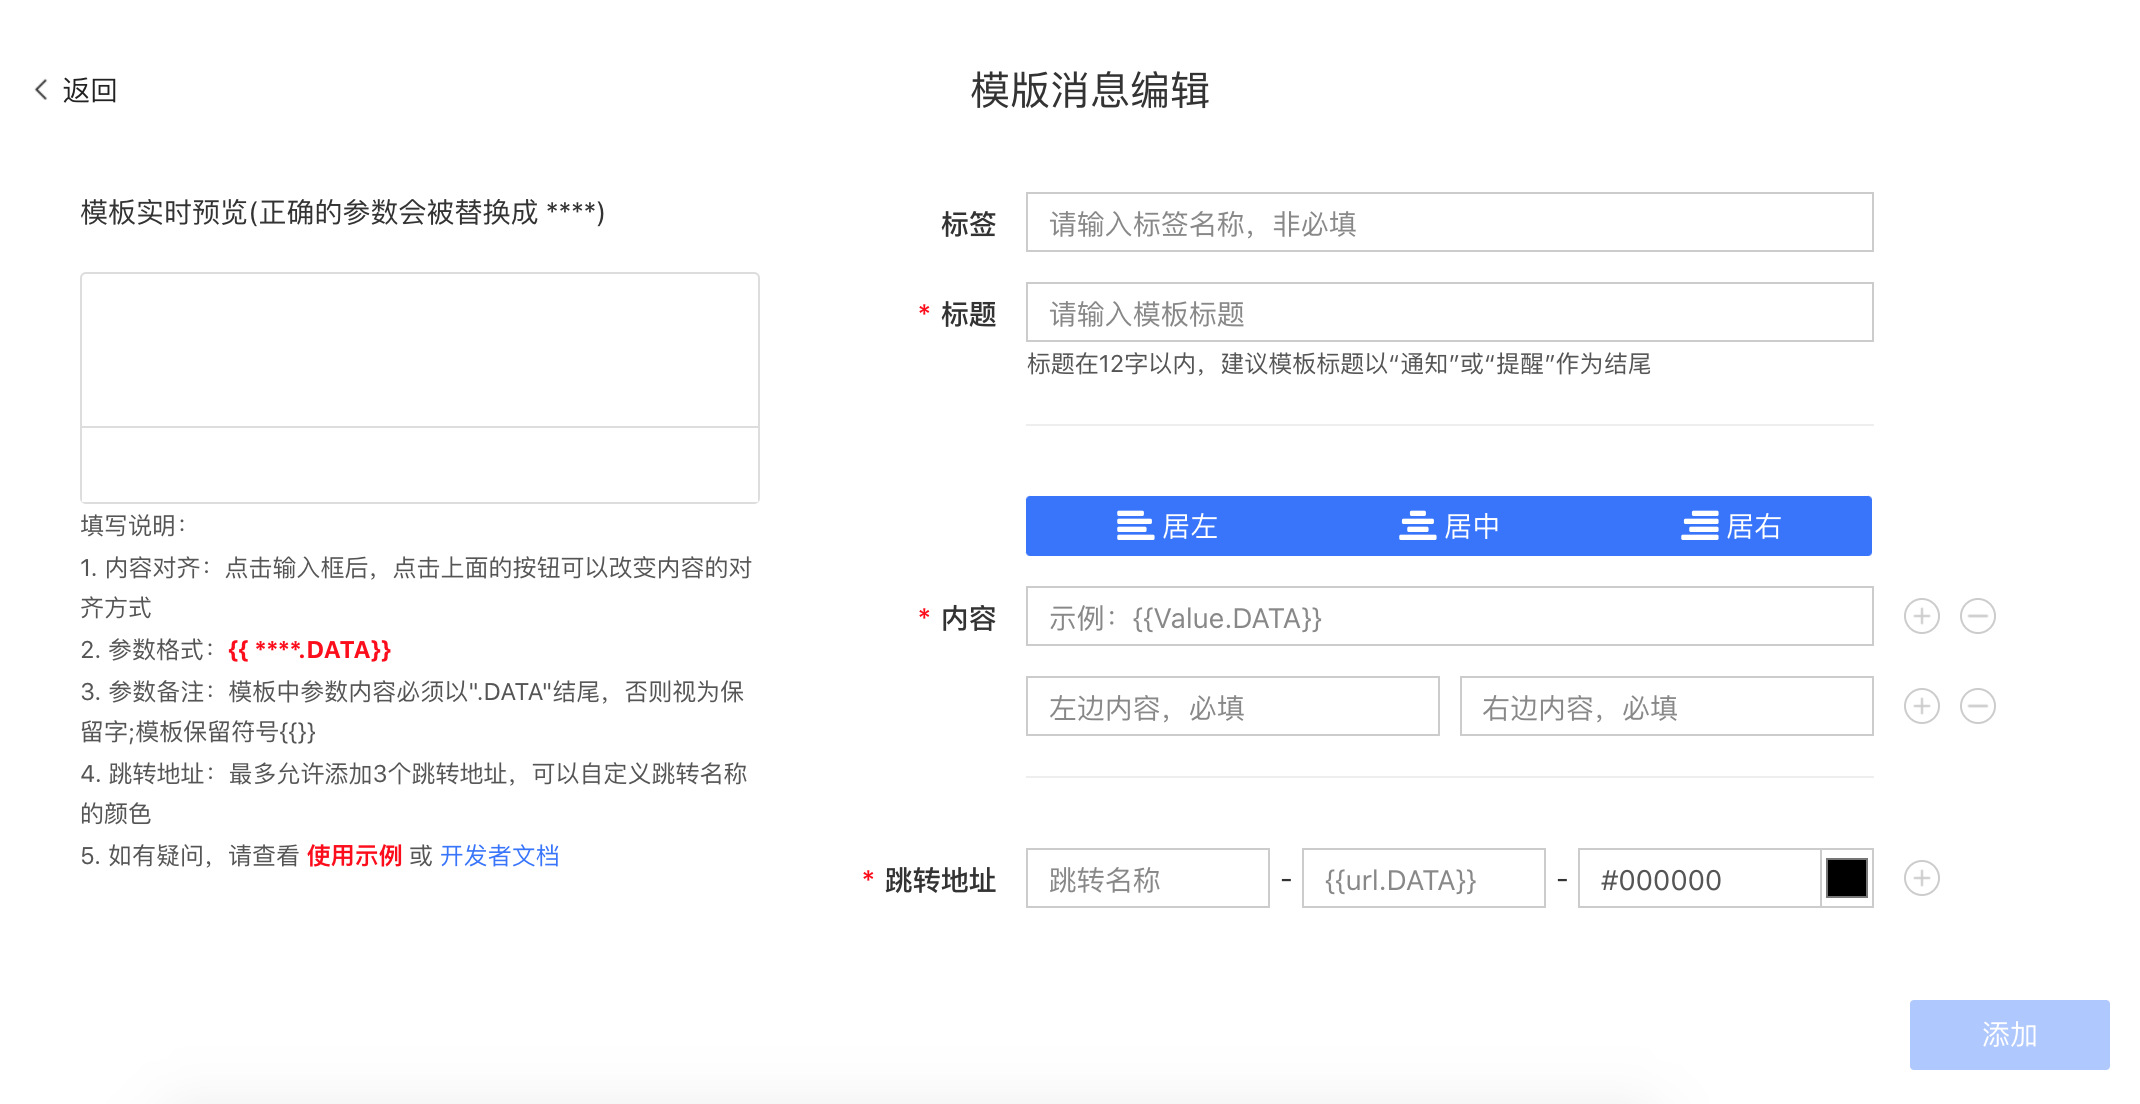 返回
模版消息编辑
模板实时预览(正确的参数会被替换成 ****)
填写说明：
1. 内容对齐：点击输入框后，点击上面的按钮可以改变内容的对
齐方式
2. 参数格式：{{ ****.DATA}}
3. 参数备注：模板中参数内容必须以".DATA"结尾，否则视为保
留字;模板保留符号{{}}
4. 跳转地址：最多允许添加3个跳转地址，可以自定义跳转名称
的颜色
5. 如有疑问，请查看 使用示例 或 开发者文档
标签 请输入标签名称，非必填
* 标题 请输入模板标题
标题在12字以内，建议模板标题以“通知”或“提醒”作为结尾
居左 居中 居右
* 内容 示例：{{Value.DATA}}
左边内容，必填 右边内容，必填
* 跳转地址 跳转名称 - {{url.DATA}} - #000000
添加